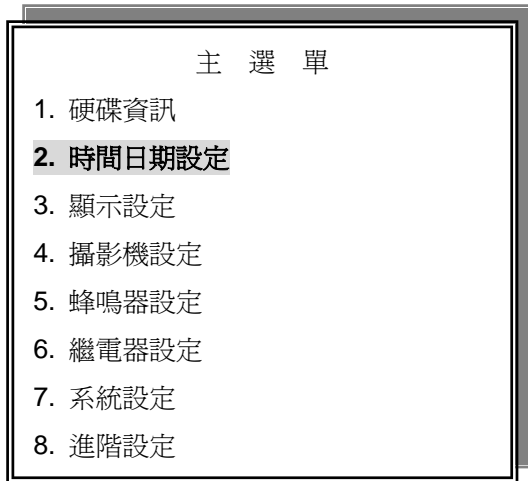 主 選 單
1. 硬碟資訊
2. 時間日期設定
3. 顯示設定
4. 攝影機設定
5. 蜂鳴器設定
6. 繼電器設定
7. 系統設定
8. 進階設定